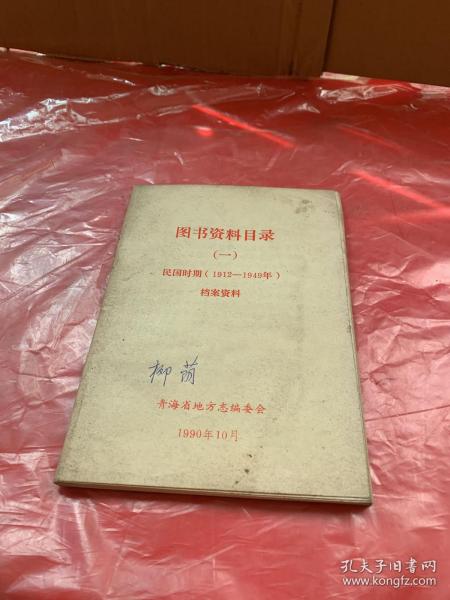 图书资料目录
（一）
民国时期（1912—1949年）
档案资料
柳荫
青海省地方志编委会
1990年10月
孔夫子旧书网
www.kongfz.com